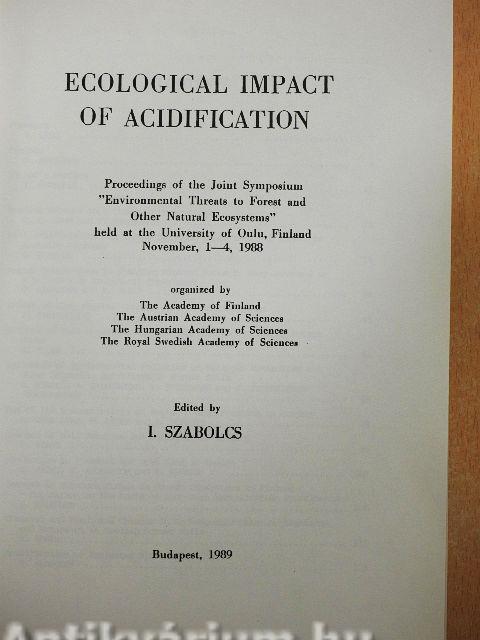 ECOLOGICAL IMPACT
OF ACIDIFICATION
Proceedings of the Joint Symposium
"Environmental Threats to Forest and
Other Natural Ecosystems"
held at the University of Oulu, Finland
November, 1—4, 1988
organized by
The Academy of Finland
The Austrian Academy of Sciences
The Hungarian Academy of Sciences
The Royal Swedish Academy of Sciences
Edited by
I. SZABOLCS
Budapest, 1989
Antikvárium.hu